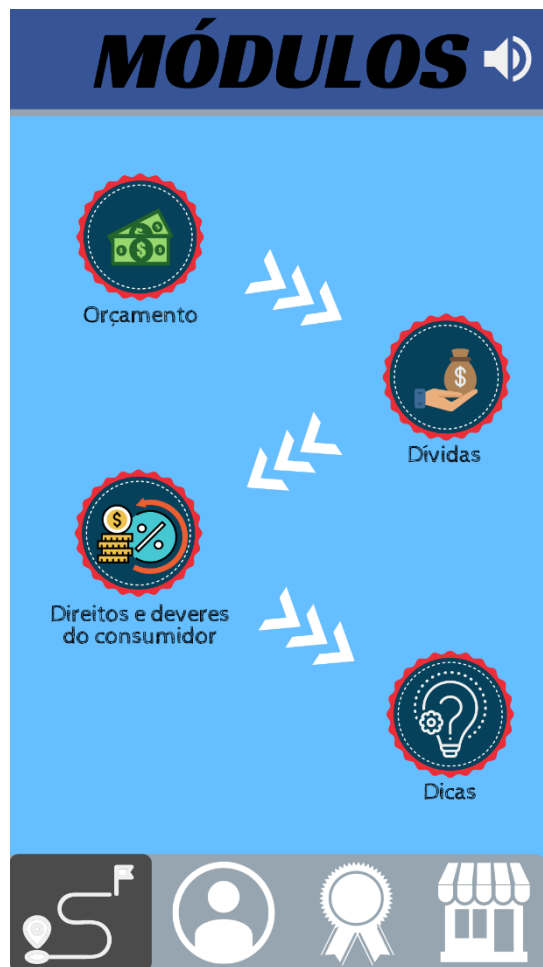 MÓDULOS
Orçamento
Dívidas
Direitos e deveres
do consumidor
Dicas